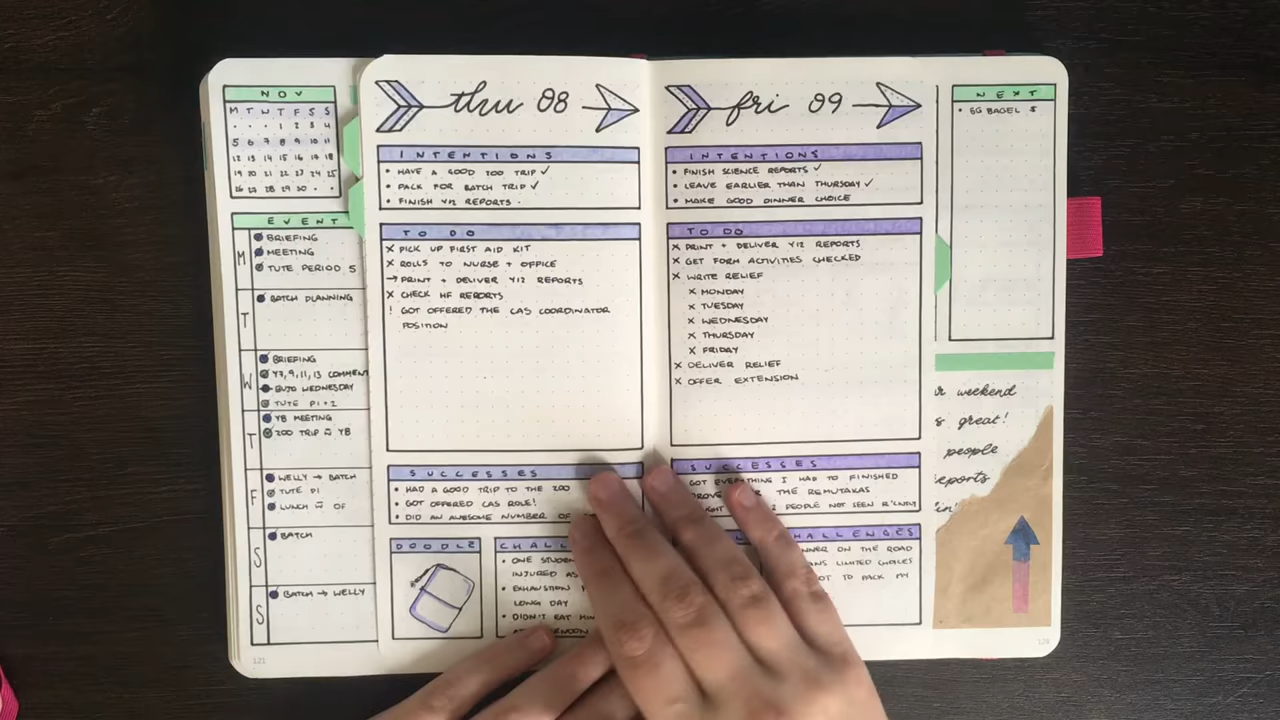 NOV
M T W T F S S
1 2 3 4
5 6 7 8 9 10 11
12 13 14 15 16 17 18
19 20 21 22 23 24 25
26 27 28 29 30
EVENT
M
BRIEFING
MEETING
TUTE PERIOD 5
T
BATCH PLANNING
W
BRIEFING
Y7,9,11,13 COMMENT
BUJO WEDNESDAY
TUTE P1+2
T
Y8 MEETING
ZOO TRIP W Y8
F
WELLY → BATCH
TUTE P1
LUNCH W OF
S
BATCH
S
BATCH → WELLY
121
thu 08
INTENTIONS
• HAVE A GOOD ZOO TRIP ✓
• PACK FOR BATCH TRIP ✓
• FINISH Y12 REPORTS
TO DO
X PICK UP FIRST AID KIT
X ROLLS TO NURSE + OFFICE
→ PRINT + DELIVER Y12 REPORTS
X CHECK HF REPORTS
! GOT OFFERED THE CAS COORDINATOR
POSITION
SUCCESSES
• HAD A GOOD TRIP TO THE ZOO
• GOT OFFERED CAS ROLE!
• DID AN AWESOME NUMBER OF
DOODLE
CHALL
• ONE STUDEN
INJURED AS
• EXHAUSTION
LONG DAY
• DIDN'T EAT
fri 09
INTENTIONS
• FINISH SCIENCE REPORTS ✓
• LEAVE EARLIER THAN THURSDAY ✓
• MAKE GOOD DINNER CHOICE
TO DO
X PRINT + DELIVER Y12 REPORTS
X GET FORM ACTIVITIES CHECKED
X WRITE RELIEF
X MONDAY
X TUESDAY
X WEDNESDAY
X THURSDAY
X FRIDAY
X DELIVER RELIEF
X OFFER EXTENSION
SUCCESSES
GOT EVERYTHING I HAD TO FINISHED
THE REMUTAKAS
PEOPLE NOT SEEN
CHALLENGES
ON THE ROAD
LIMITED CHOICES
TO PACK MY
NEXT
weekend
great!
people